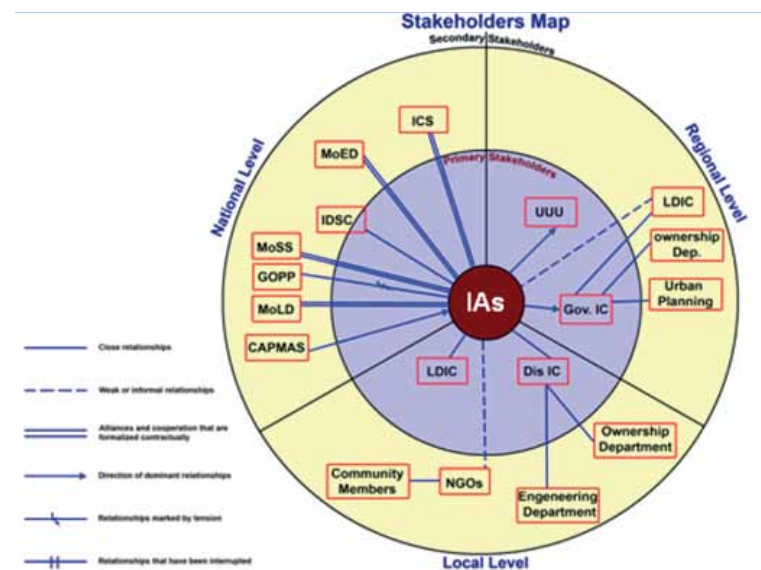 Stakeholders Map
Secondary Stakeholders
National Level
Regional Level
Primary Stakeholders
ICS
MoED
IDSC
MoSS
GOPP
MoLD
CAPMAS
UUU
LDIC
ownership
Dep.
Urban
Planning
Gov. IC
IAs
LDIC
Dis IC
Ownership
Department
Community
Members
NGOs
Engeneering
Department
Local Level
Close relationships
Weak or informal relationships
Alliances and cooperation that are
formalized contractually
Direction of dominant relationships
Relationships marked by tension
Relationships that have been interrupted